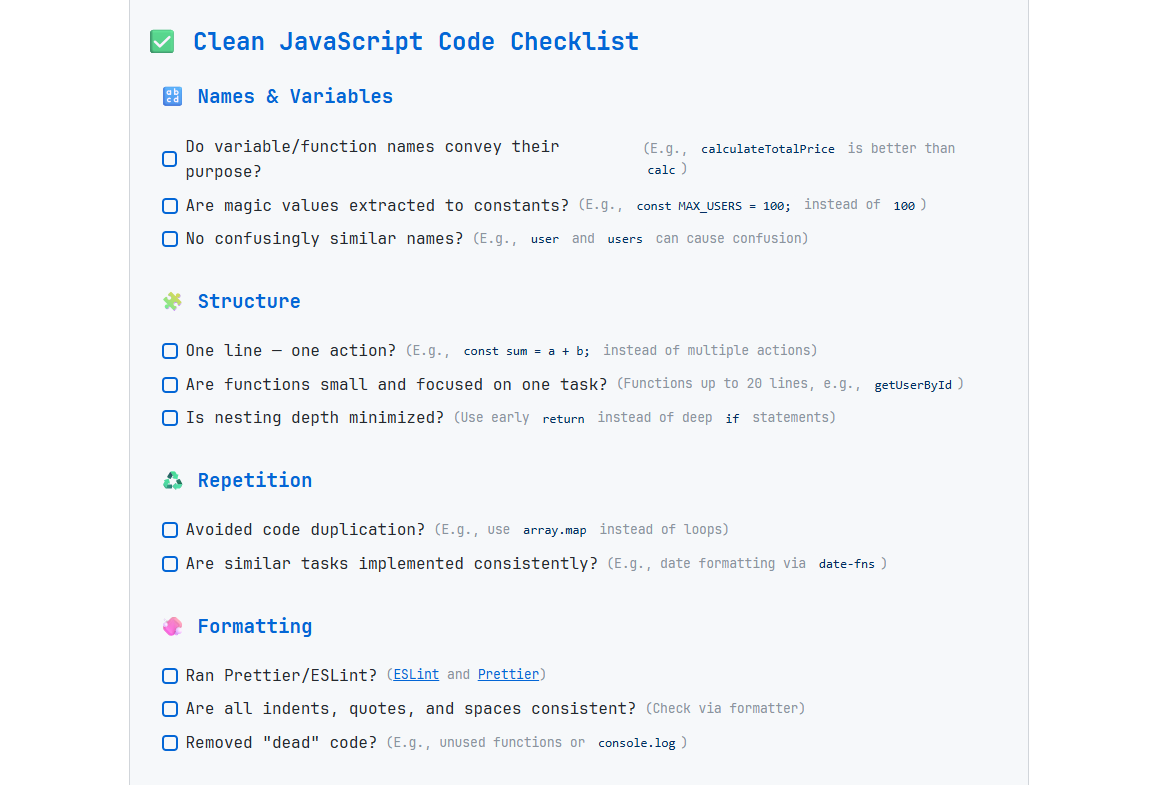 ✅ Clean JavaScript Code Checklist
🔡 Names & Variables
Do variable/function names convey their purpose? (E.g., calculateTotalPrice is better than calc )
Are magic values extracted to constants? (E.g., const MAX_USERS = 100; instead of 100 )
No confusingly similar names? (E.g., user and users can cause confusion)
🧩 Structure
One line — one action? (E.g., const sum = a + b; instead of multiple actions)
Are functions small and focused on one task? (Functions up to 20 lines, e.g., getUserById )
Is nesting depth minimized? (Use early return instead of deep if statements)
♻️ Repetition
Avoided code duplication? (E.g., use array.map instead of loops)
Are similar tasks implemented consistently? (E.g., date formatting via date-fns )
Formatting
Ran Prettier/ESLint? (ESLint and Prettier)
Are all indents, quotes, and spaces consistent? (Check via formatter)
Removed "dead" code? (E.g., unused functions or console.log )